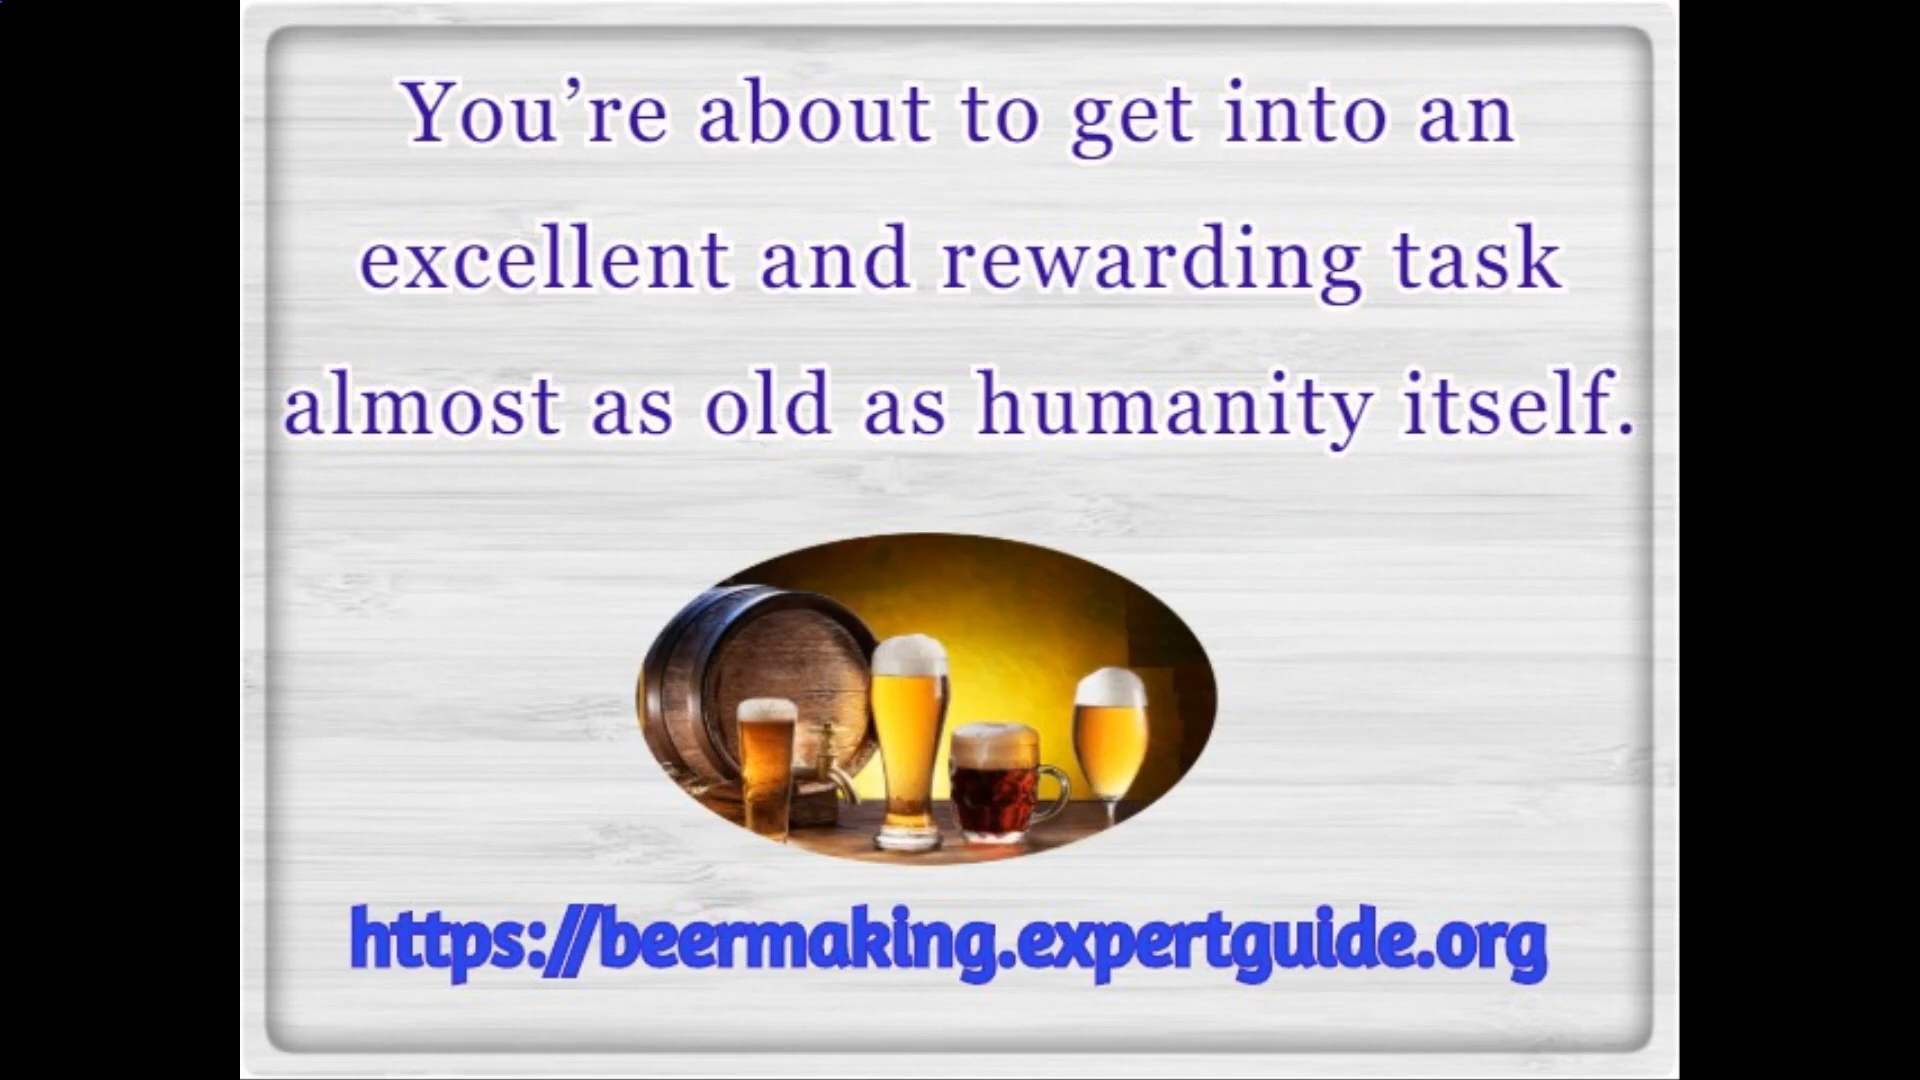 You’re about to get into an
excellent and rewarding task
almost as old as humanity itself.
https://beermaking.expertguide.org